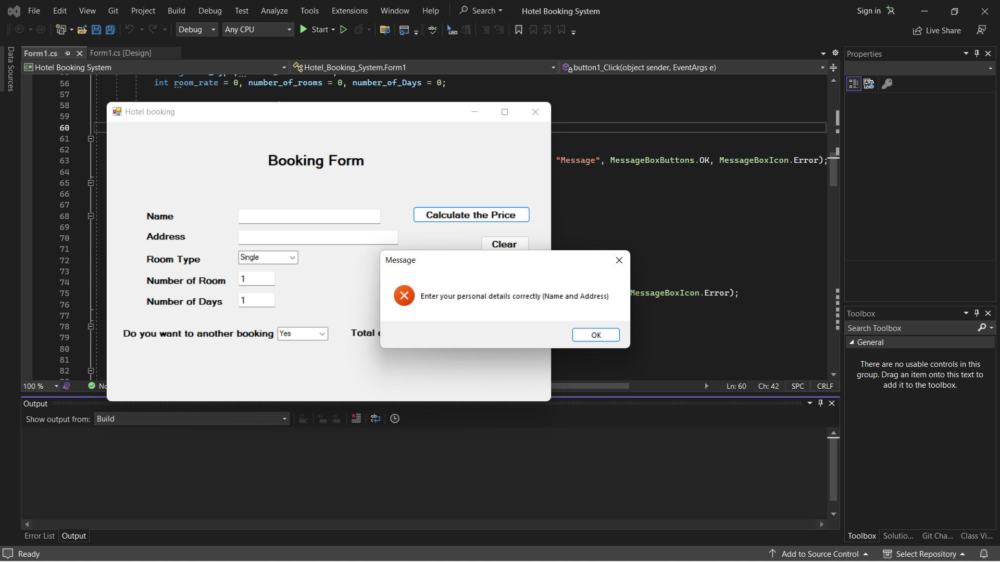 File Edit View Git Project Build Debug Test Analyze Tools Extensions Window Help Search Hotel Booking System Sign in
Debug Any CPU Start Live Share
Data Sources
Form1.cs Form1.cs [Design]
Hotel Booking System Hotel_Booking_System.Form1 button1_Click(object sender, EventArgs e)
56 int room_rate = 0, number_of_rooms = 0, number_of_Days = 0;
57
58
59
60
61
62
63 "Message", MessageBoxButtons.OK, MessageBoxIcon.Error);
64
65
66
67
68
69
70
71
72
73
74
75 MessageBoxIcon.Error);
76
77
78
79
80
81
82
Hotel booking
Booking Form
Name
Calculate the Price
Address
Clear
Room Type Single
Number of Room 1
Number of Days 1
Do you want to another booking Yes Total
Message
Enter your personal details correctly (Name and Address)
OK
100 % No Ln: 60 Ch: 42 SPC CRLF
Output
Show output from: Build
Error List Output
Properties
Toolbox
Search Toolbox
General
There are no usable controls in this
group. Drag an item onto this text to
add it to the toolbox.
Toolbox Solutio... Git Cha... Class Vi...
Ready Add to Source Control Select Repository